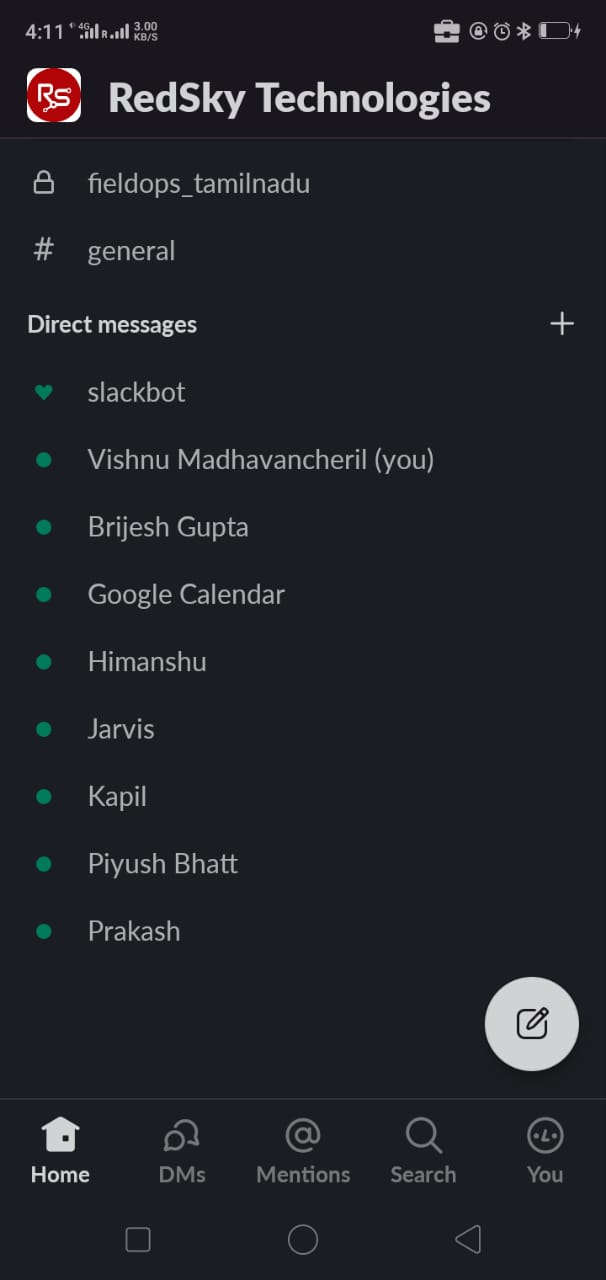 4:11 4G R 3.00 KB/S
RS RedSky Technologies
fieldops_tamilnadu
# general
Direct messages +
slackbot
Vishnu Madhavancheril (you)
Brijesh Gupta
Google Calendar
Himanshu
Jarvis
Kapil
Piyush Bhatt
Prakash
Home DMs Mentions Search You